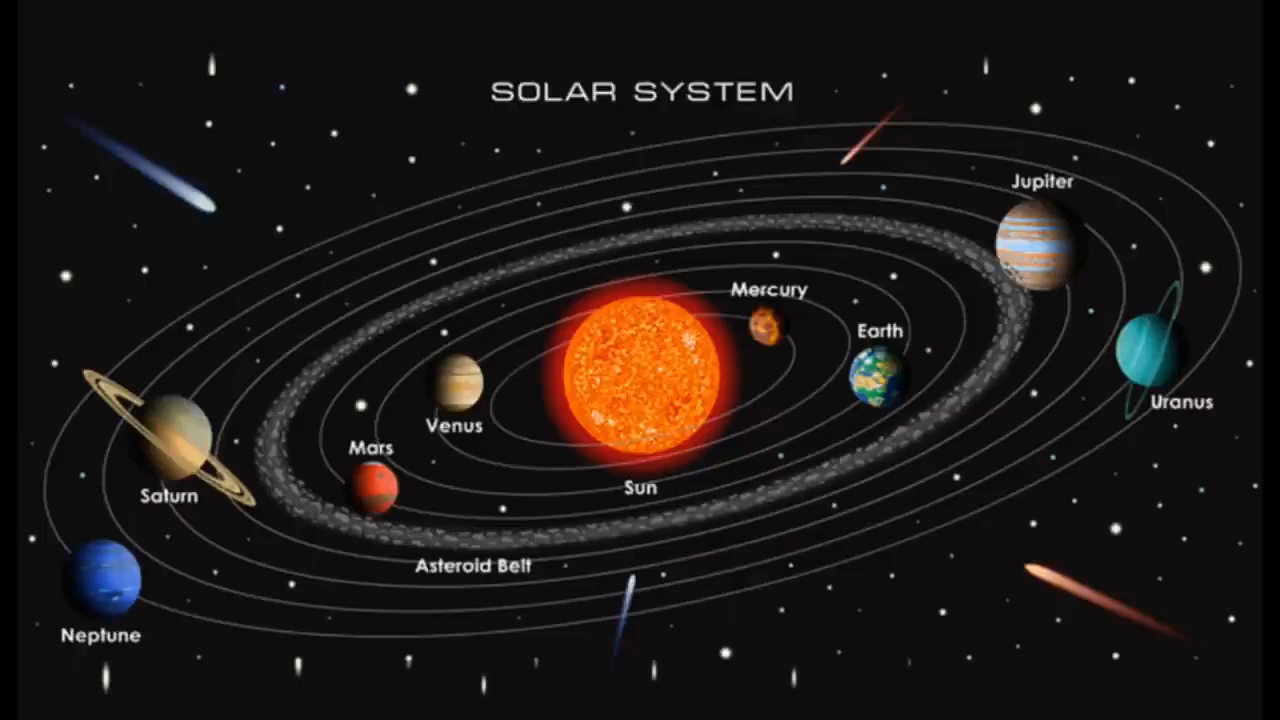 SOLAR SYSTEM
Jupiter
Mercury
Earth
Uranus
Venus
Mars
Sun
Saturn
Asteroid Belt
Neptune